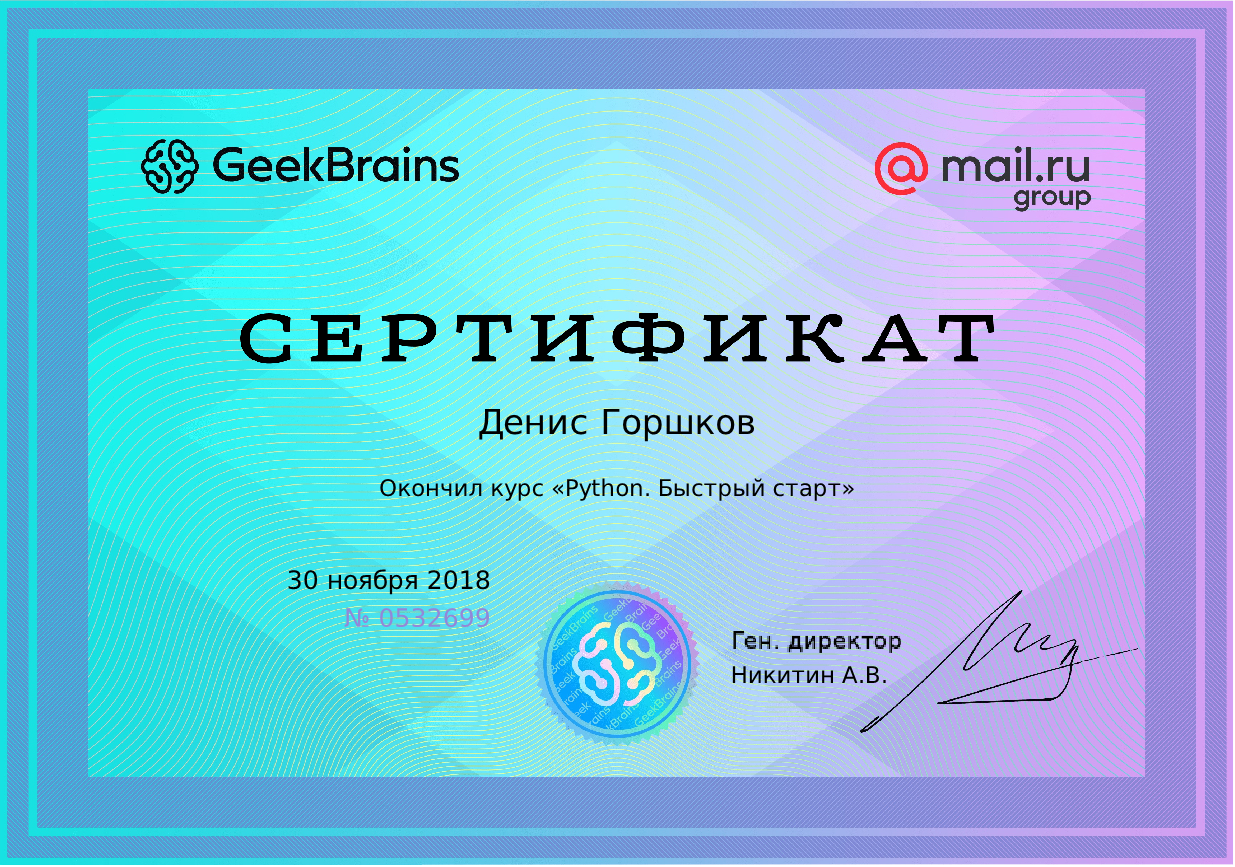 GeekBrains
@mail.ru
group
СЕРТИФИКАТ
Денис Горшков
Окончил курс «Python. Быстрый старт»
30 ноября 2018
№ 0532699
Ген. директор
Никитин А.В.